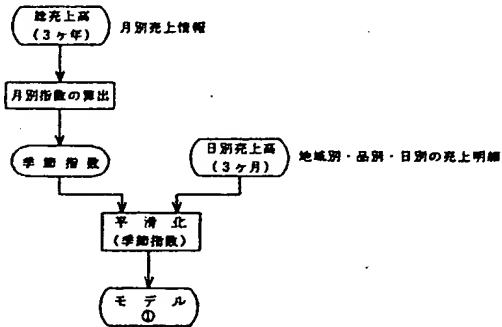 総売上高
(3ヶ年)
月別売上情報
月別指数の算出
季節指数
日別売上高
(3ヶ月)
地域別・品別・日別の売上明細
平滑化
(季節指数)
モデル
①